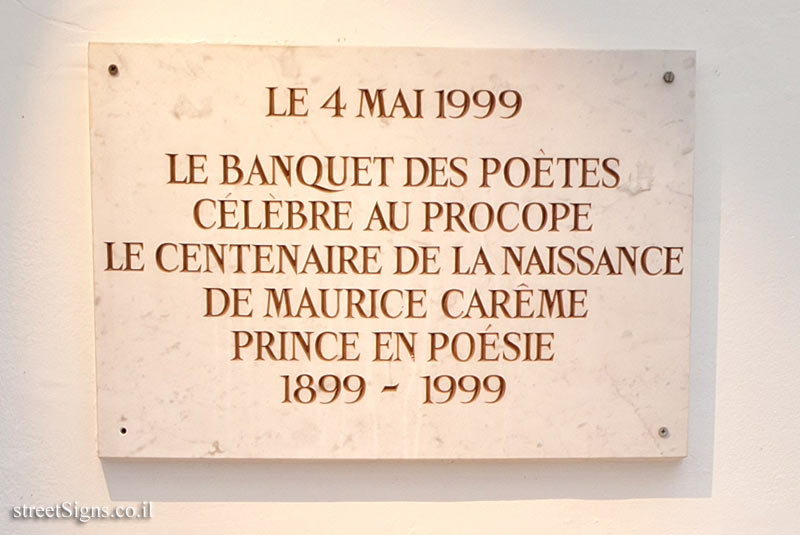 LE 4 MAI 1999
LE BANQUET DES POÈTES
CÉLÈBRE AU PROCOPE
LE CENTENAIRE DE LA NAISSANCE
DE MAURICE CARÊME
PRINCE EN POÉSIE
1899 - 1999
streetSigns.co.il